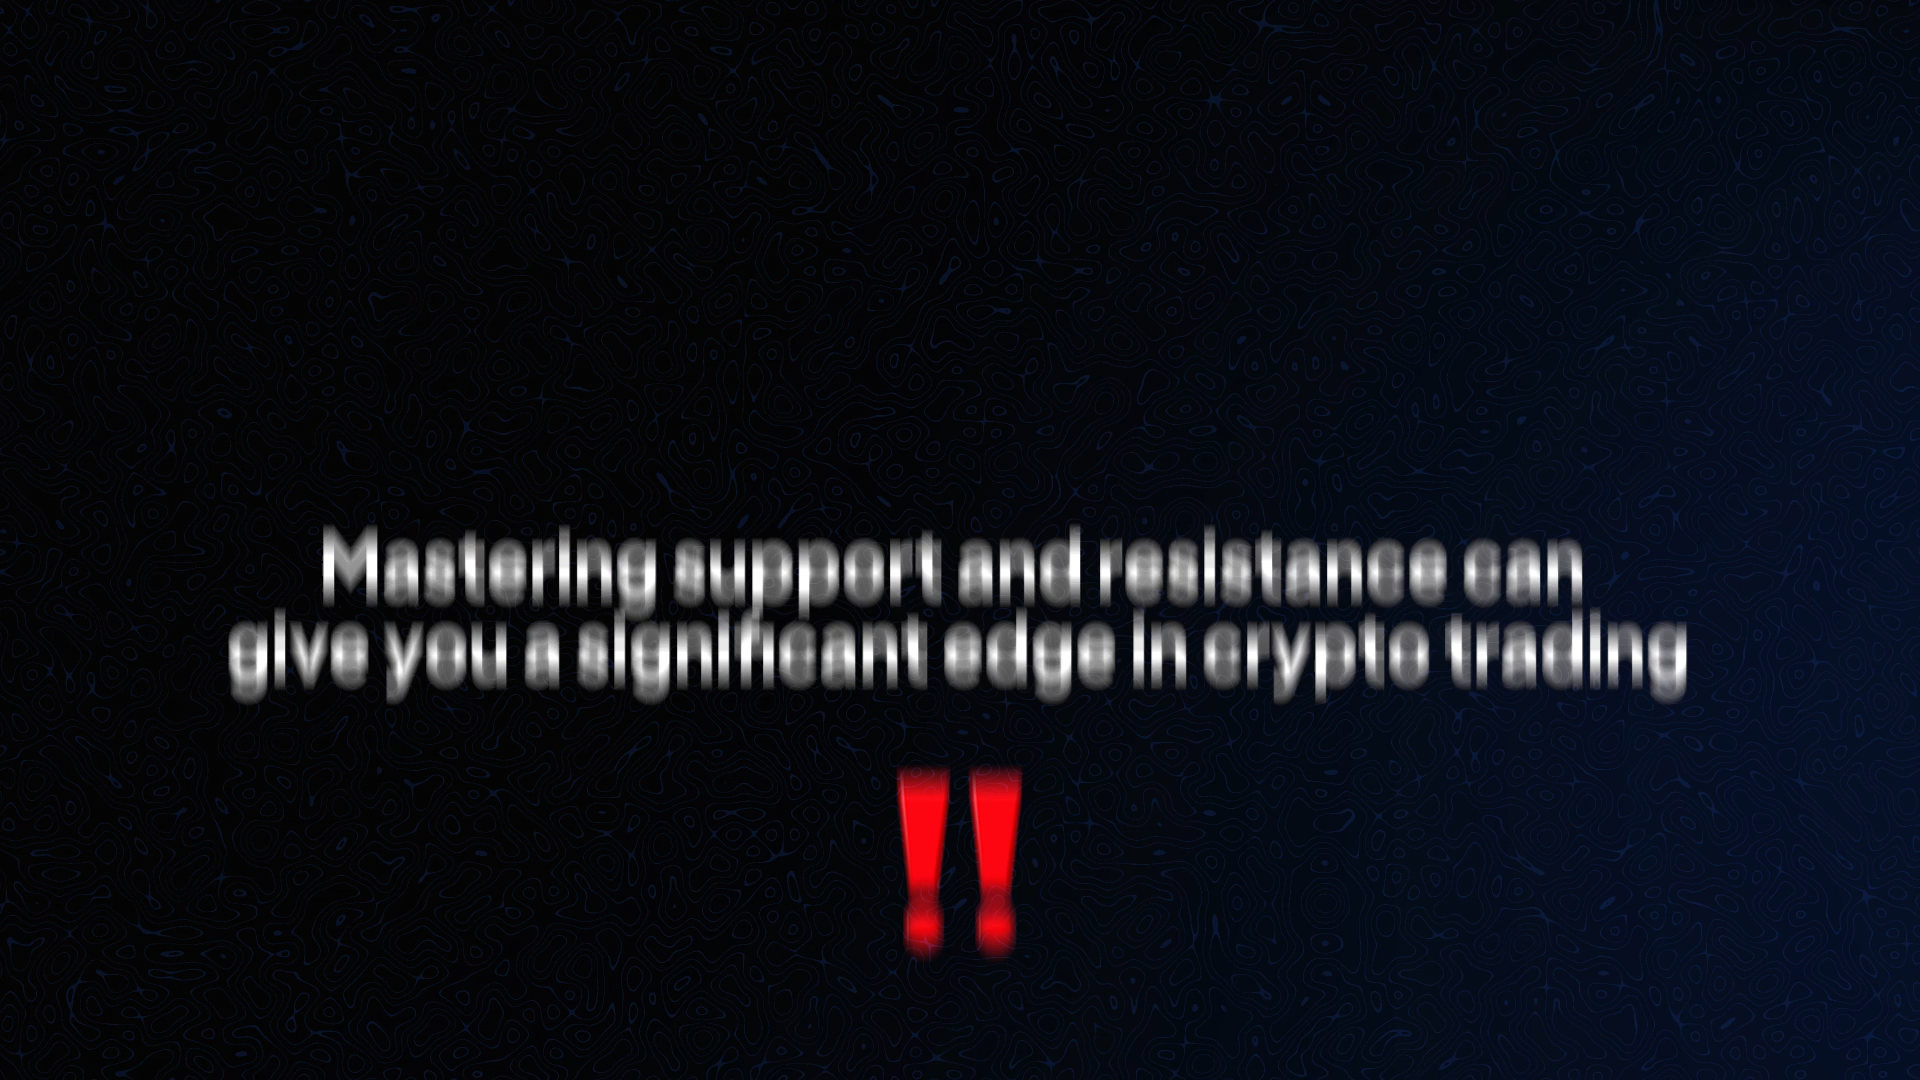 Mastering support and resistance can
give you a significant edge in crypto trading
!!